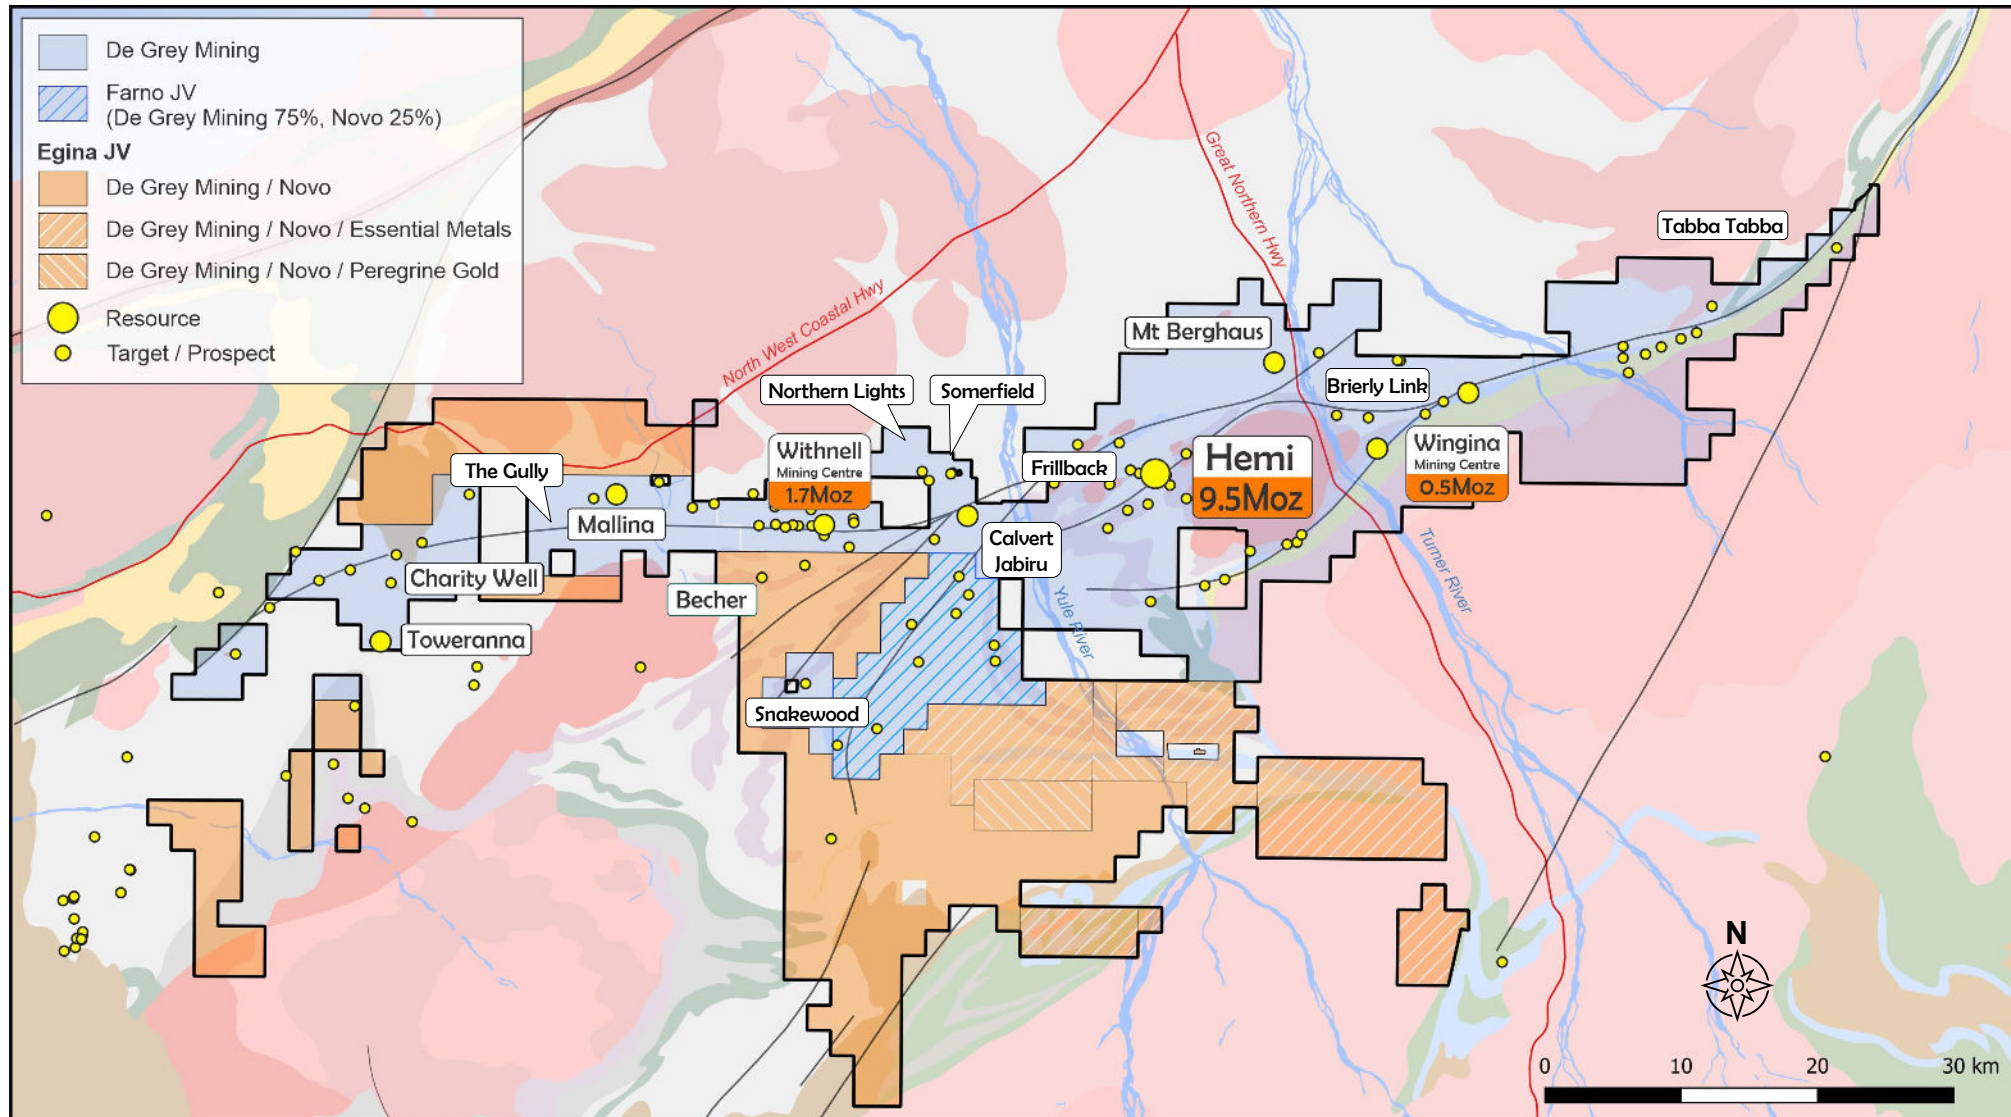 De Grey Mining
Farno JV
(De Grey Mining 75%, Novo 25%)
Egina JV
De Grey Mining / Novo
De Grey Mining / Novo / Essential Metals
De Grey Mining / Novo / Peregrine Gold
Resource
Target / Prospect
Great Northern Hwy
North West Coastal Hwy
Tabba Tabba
Mt Berghaus
Brierly Link
Northern Lights
Somerfield
The Gully
Withnell
Mining Centre
1.7Moz
Frillback
Hemi
9.5Moz
Wingina
Mining Centre
0.5Moz
Mallina
Calvert
Jabiru
Charity Well
Becher
Toweranna
Yule River
Turner River
Snakewood
N
0 10 20 30 km